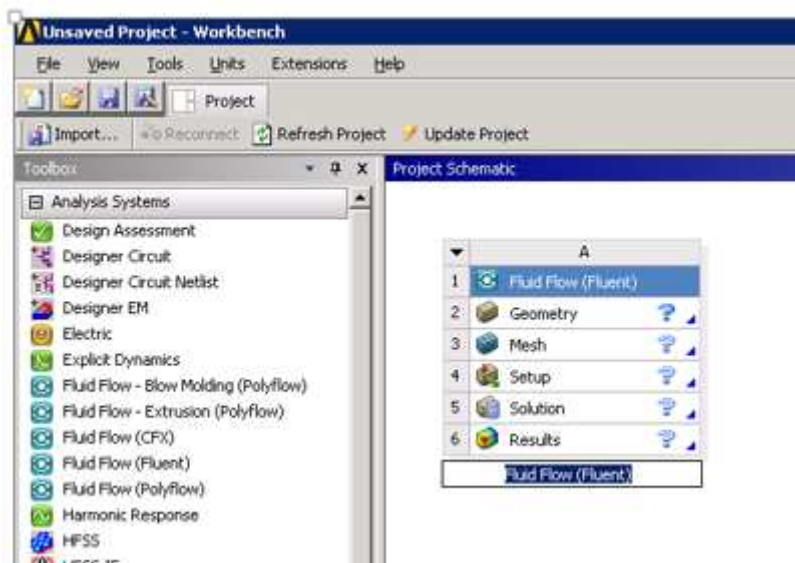 Unsaved Project - Workbench
File View Tools Units Extensions Help
Project
Import... Reconnect Refresh Project Update Project
Toolbox
Project Schematic
Analysis Systems
Design Assessment
Designer Circuit
Designer Circuit Netlist
Designer EM
Electric
Explicit Dynamics
Fluid Flow - Blow Molding (Polyflow)
Fluid Flow - Extrusion (Polyflow)
Fluid Flow (CFX)
Fluid Flow (Fluent)
Fluid Flow (Polyflow)
Harmonic Response
HFSS
A
1 Fluid Flow (Fluent)
2 Geometry ?
3 Mesh ?
4 Setup ?
5 Solution ?
6 Results ?
Fluid Flow (Fluent)